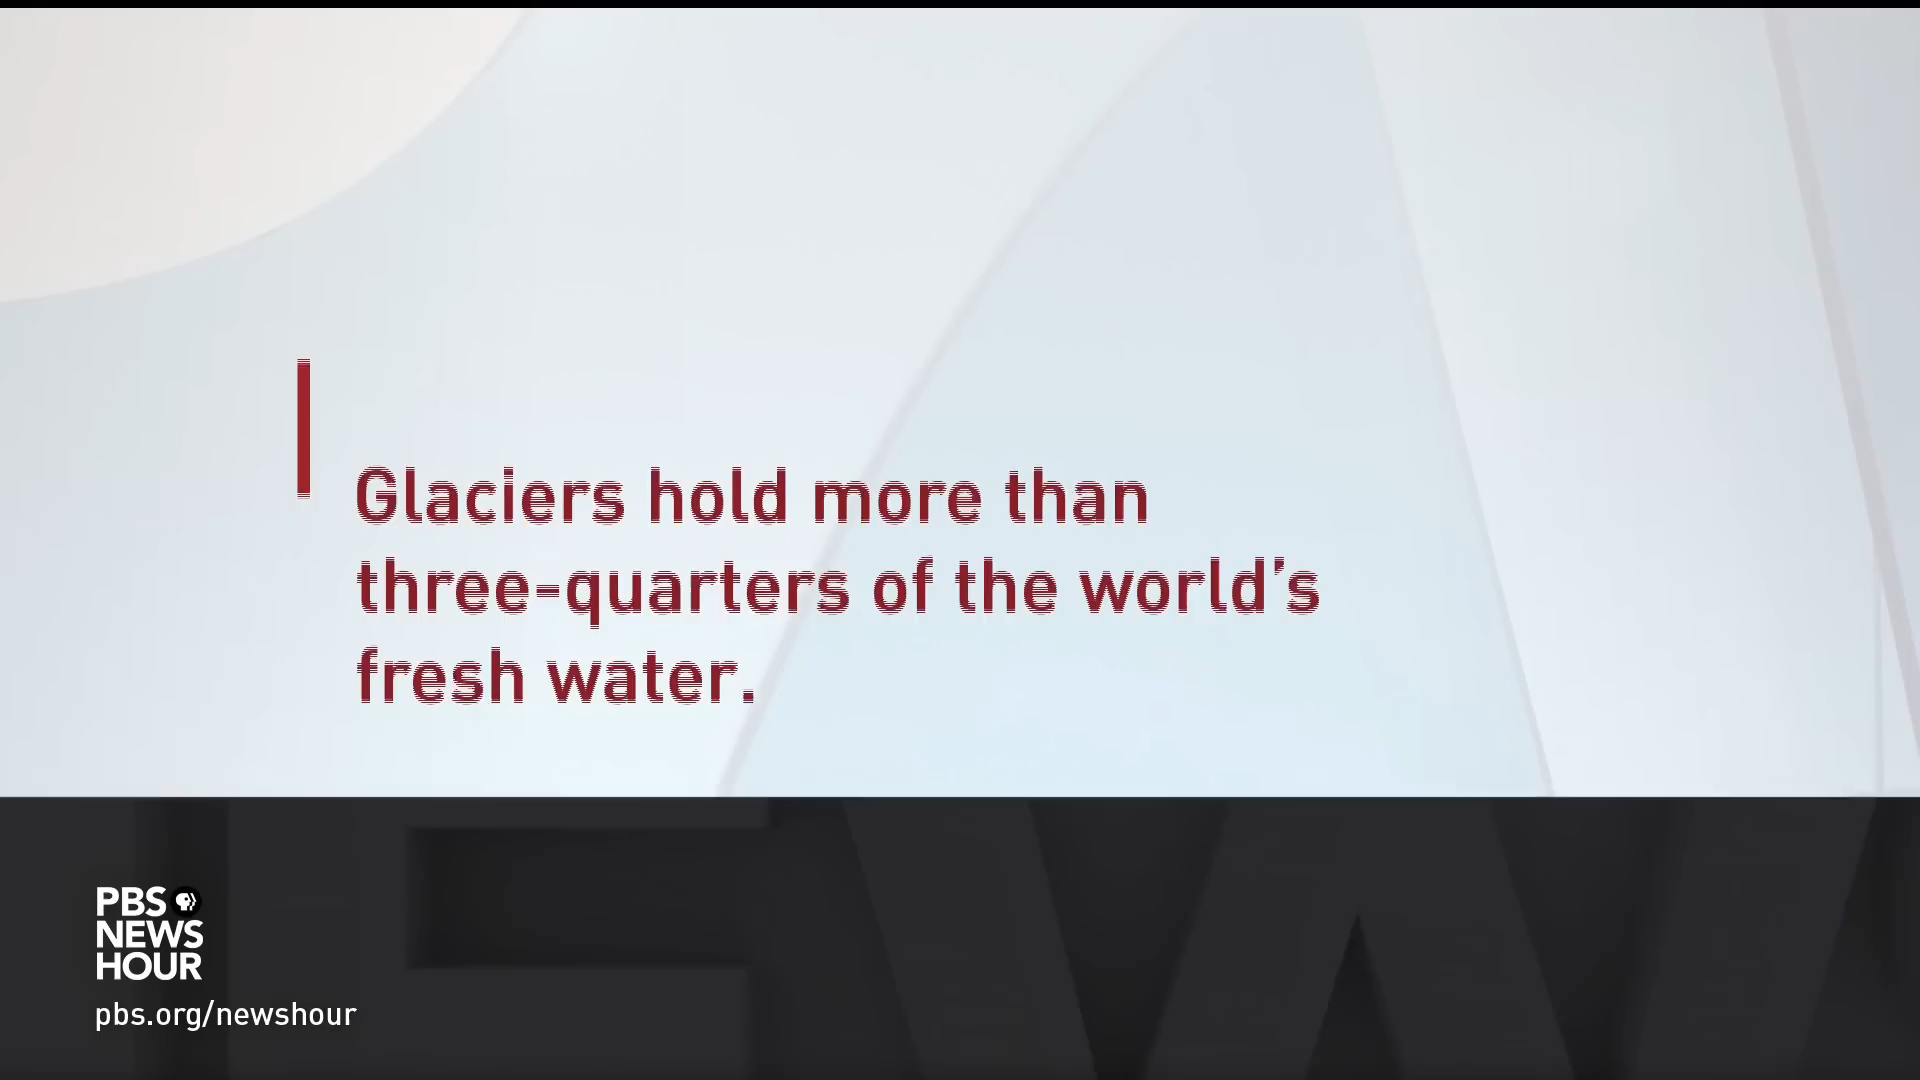 Glaciers hold more than
three-quarters of the world’s
fresh water.
PBS
NEWS
HOUR
pbs.org/newshour